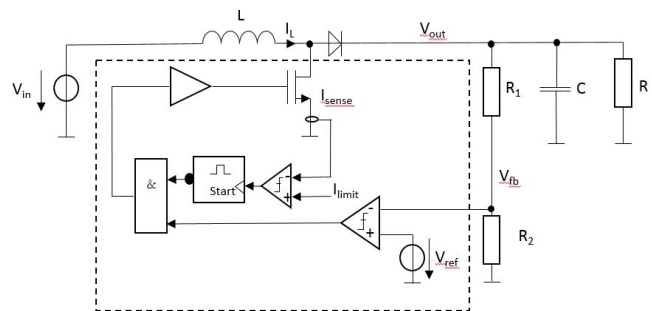 L
I_L
V_out
V_in
R_1
C
R
I_sense
V_fb
&
Start
-
+
I_limit
-
+
R_2
V_ref